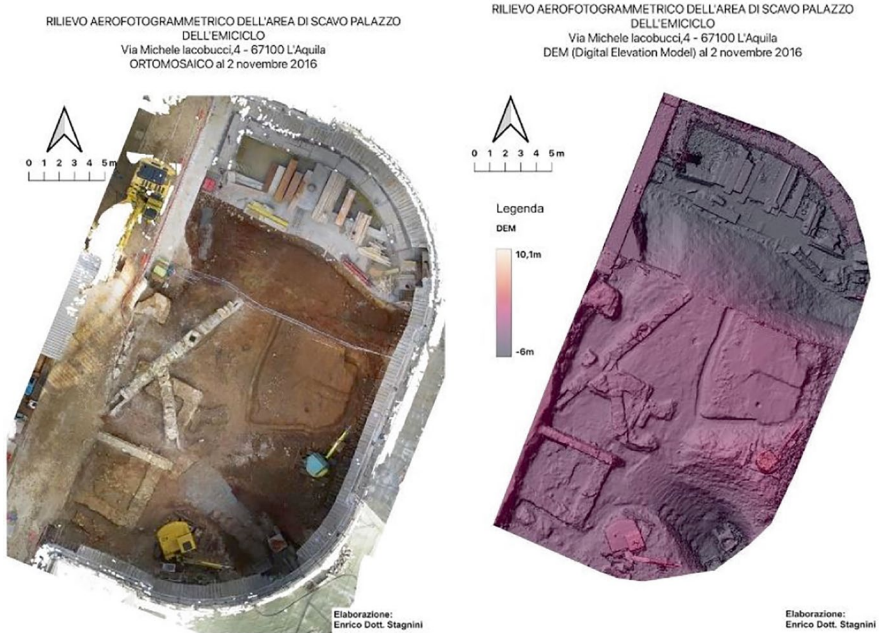 RILIEVO AEROFOTOGRAMMETRICO DELL'AREA DI SCAVO PALAZZO
DELL'EMICICLO
Via Michele Iacobucci,4 - 67100 L'Aquila
ORTOMOSAICO al 2 novembre 2016
0 1 2 3 4 5 m
Elaborazione:
Enrico Dott. Stagnini
RILIEVO AEROFOTOGRAMMETRICO DELL'AREA DI SCAVO PALAZZO
DELL'EMICICLO
Via Michele Iacobucci,4 - 67100 L'Aquila
DEM (Digital Elevation Model) al 2 novembre 2016
0 1 2 3 4 5 m
Legenda
DEM
10,1m
-6m
Elaborazione:
Enrico Dott. Stagnini